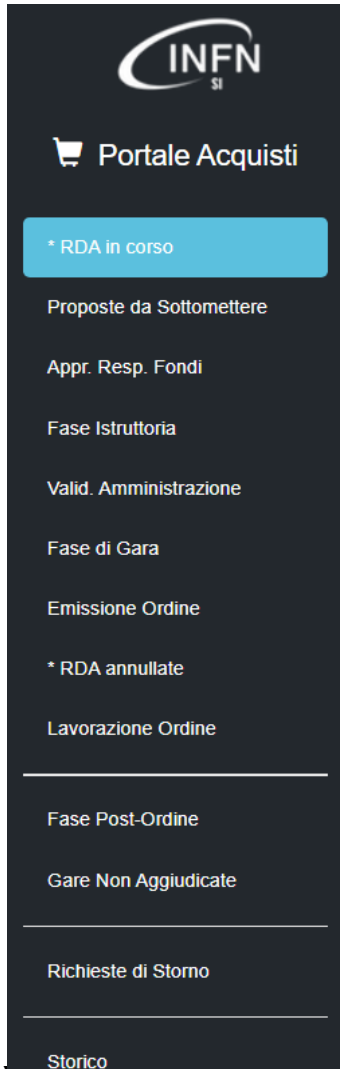 INFN
SI
Portale Acquisti
* RDA in corso
Proposte da Sottomettere
Appr. Resp. Fondi
Fase Istruttoria
Valid. Amministrazione
Fase di Gara
Emissione Ordine
* RDA annullate
Lavorazione Ordine
Fase Post-Ordine
Gare Non Aggiudicate
Richieste di Storno
Storico